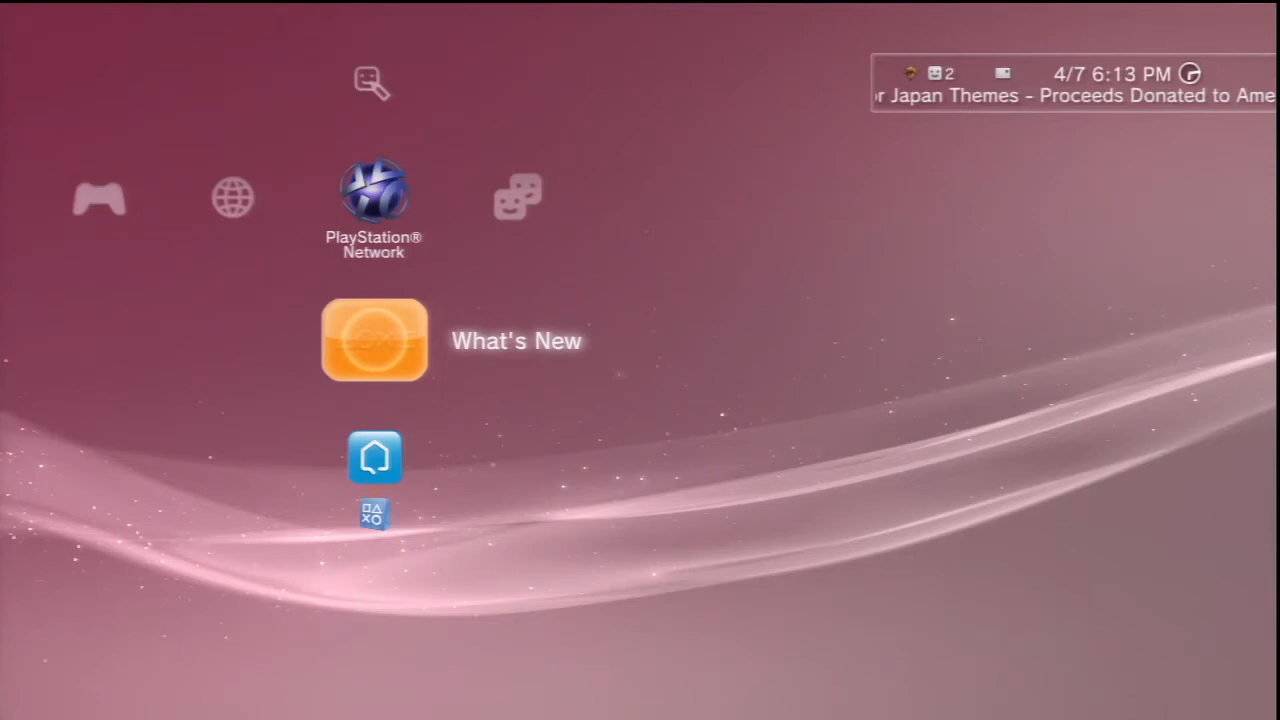 2
4/7 6:13 PM
r Japan Themes - Proceeds Donated to Ame
PlayStation®
Network
What's New